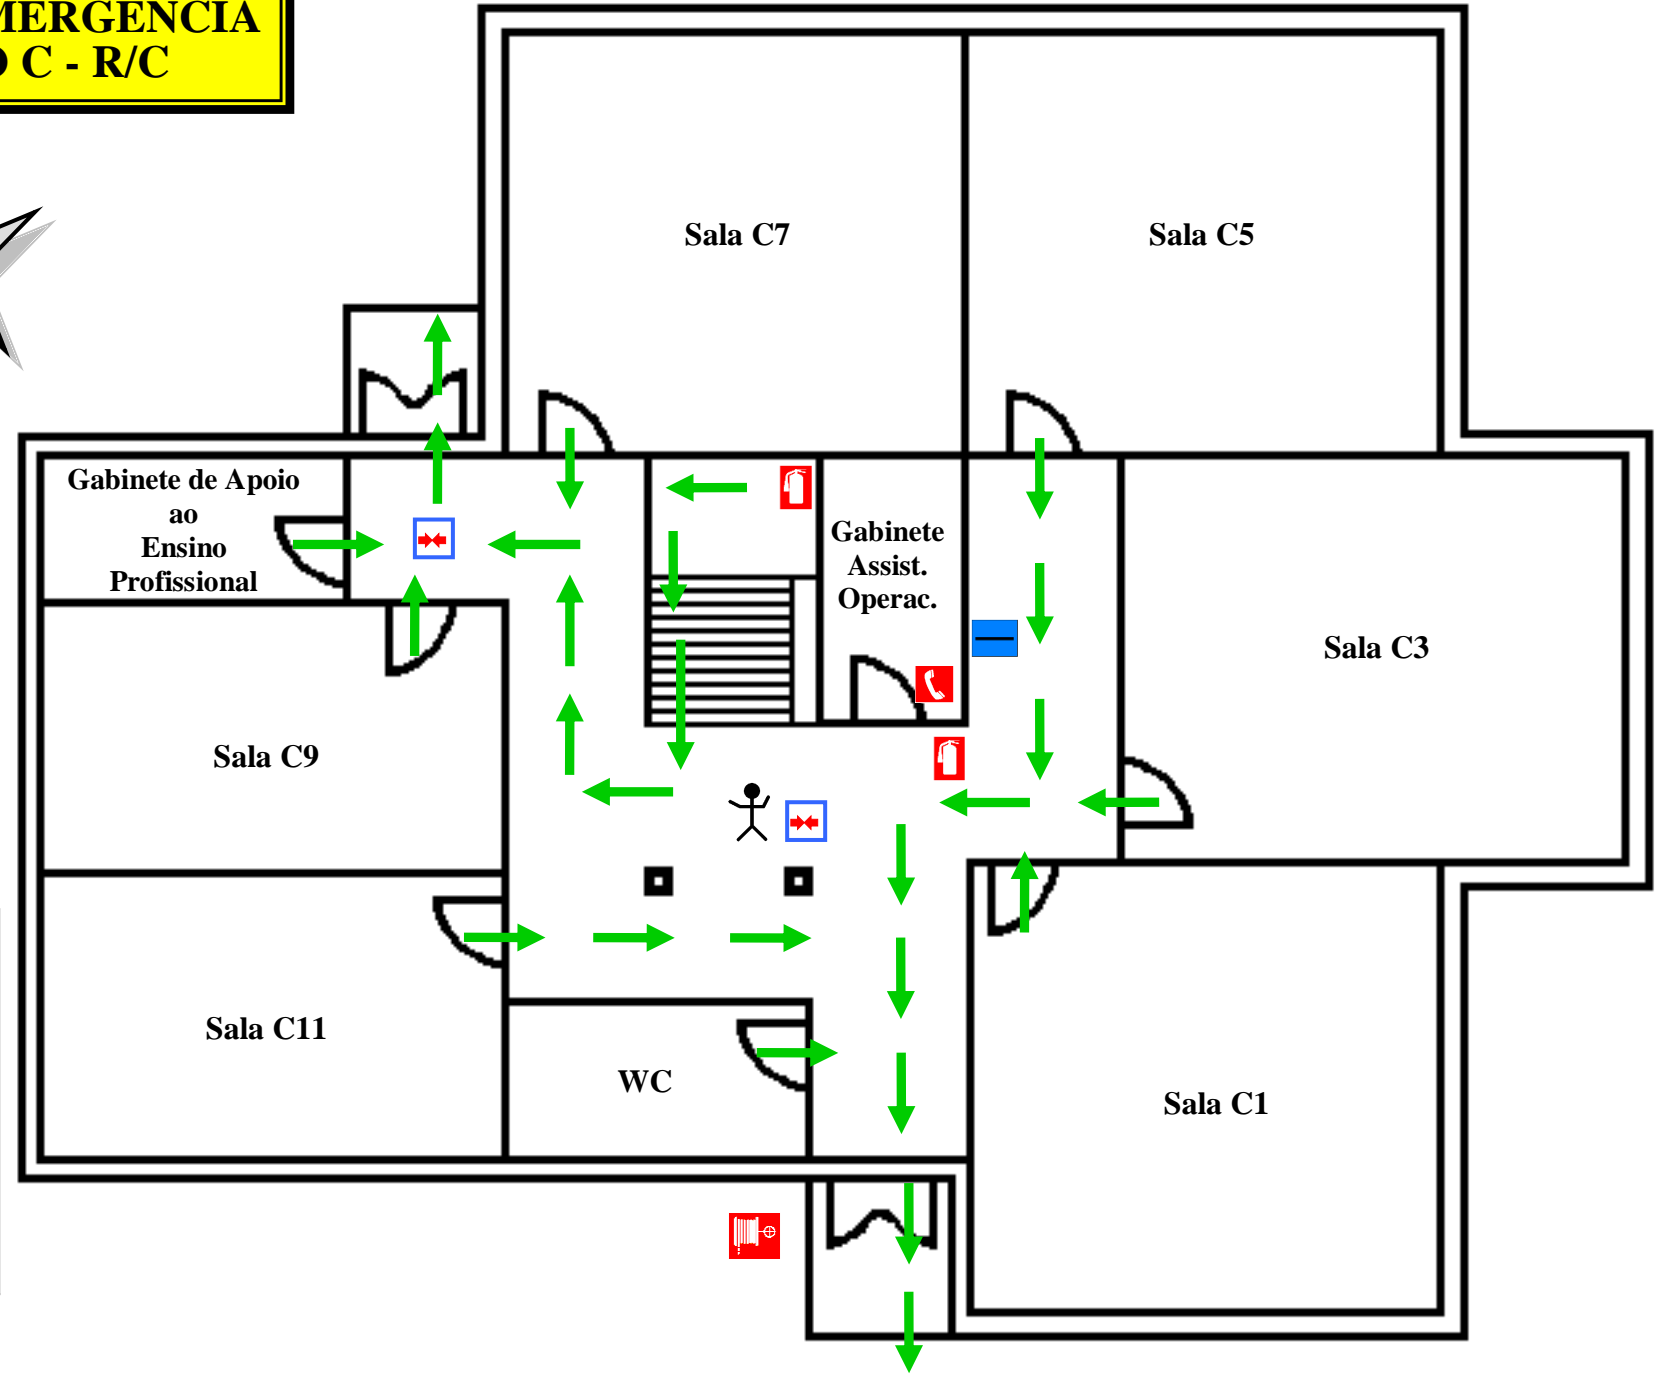 MERGÊNCIA
C - R/C
Sala C7
Sala C5
Gabinete de Apoio
ao
Ensino
Profissional
Gabinete
Assist.
Operac.
Sala C3
Sala C9
Sala C11
WC
Sala C1